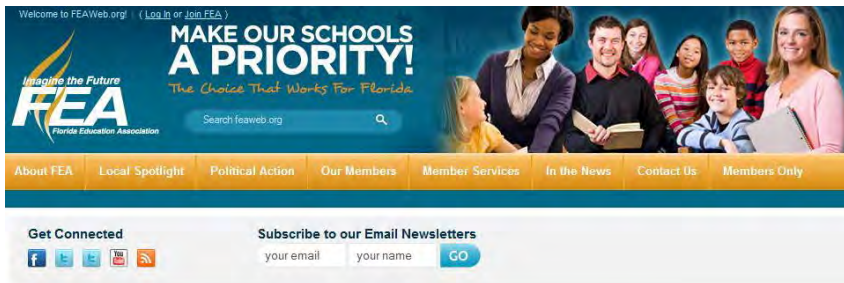 Welcome to FEAWeb.org! | ( Log In or Join FEA )
MAKE OUR SCHOOLS
A PRIORITY!
The Choice That Works For Florida
Imagine the Future
FEA
Florida Education Association
Search feaweb.org
About FEA Local Spotlight Political Action Our Members Member Services In the News Contact Us Members Only
Get Connected Subscribe to our Email Newsletters
f t t You Tube your email your name GO